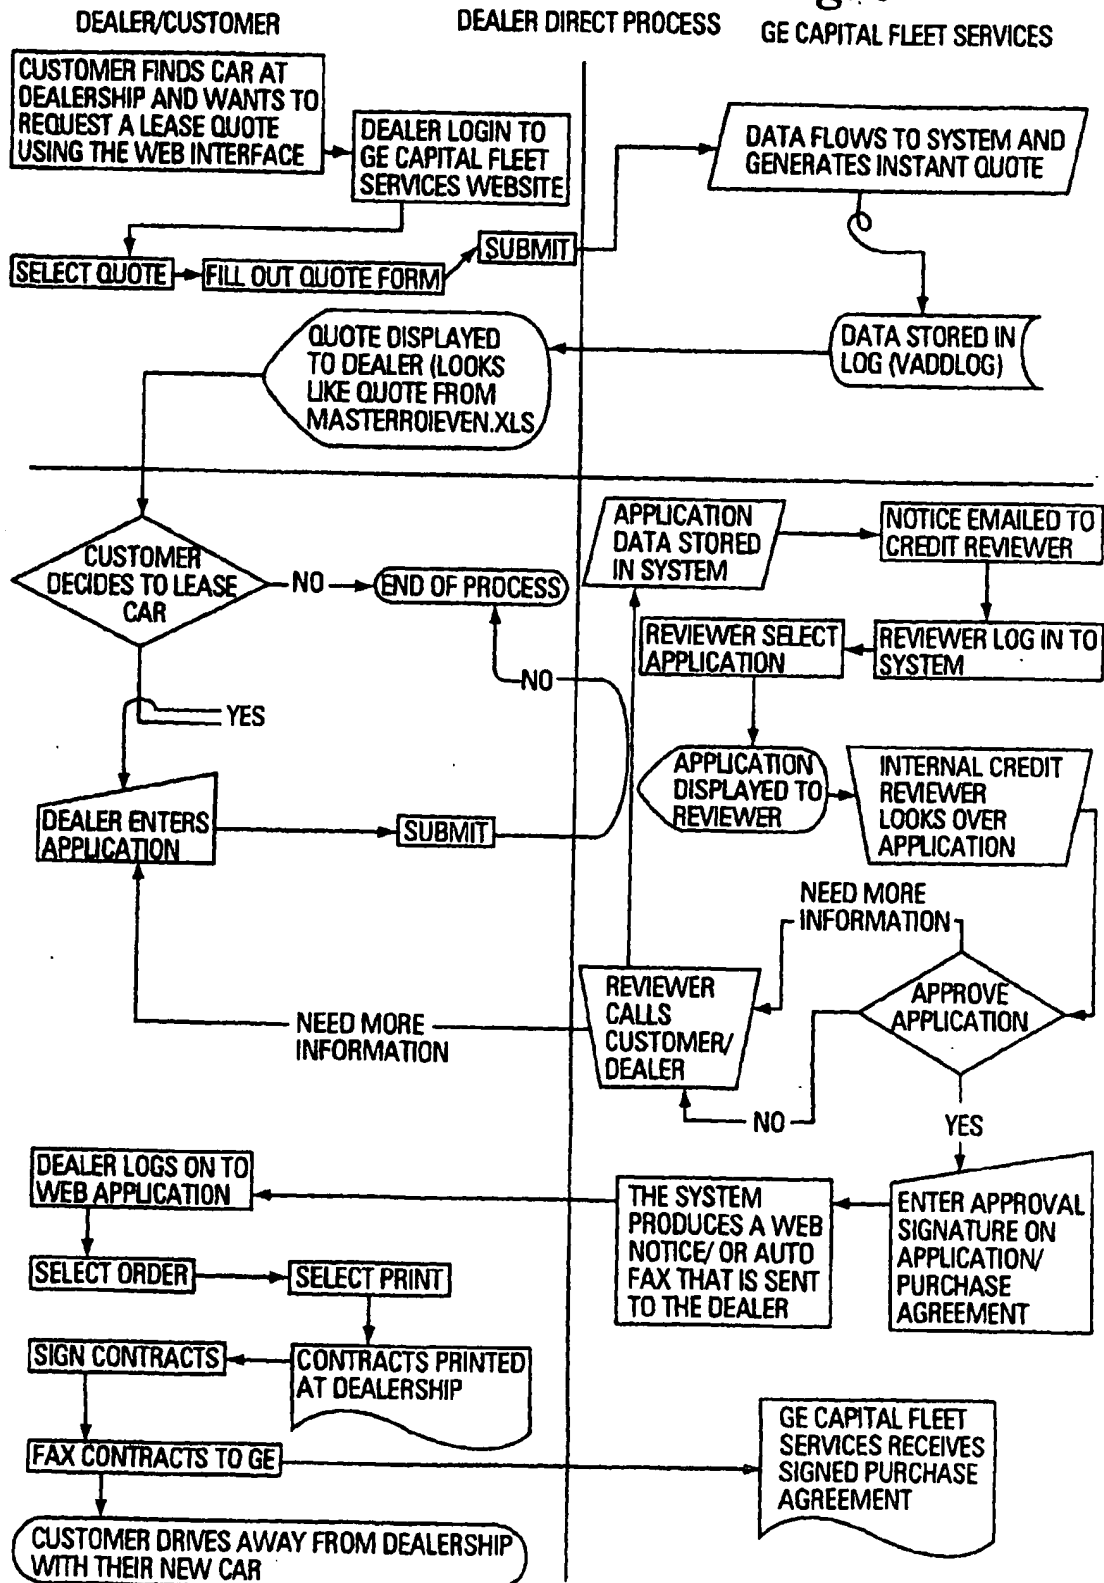 DEALER/CUSTOMER
DEALER DIRECT PROCESS
GE CAPITAL FLEET SERVICES
CUSTOMER FINDS CAR AT
DEALERSHIP AND WANTS TO
REQUEST A LEASE QUOTE
USING THE WEB INTERFACE
DEALER LOGIN TO
GE CAPITAL FLEET
SERVICES WEBSITE
DATA FLOWS TO SYSTEM AND
GENERATES INSTANT QUOTE
SELECT QUOTE
FILL OUT QUOTE FORM
SUBMIT
QUOTE DISPLAYED
TO DEALER (LOOKS
LIKE QUOTE FROM
MASTERROIEVEN.XLS
DATA STORED IN
LOG (VADDLOG)
CUSTOMER
DECIDES TO LEASE
CAR
NO
END OF PROCESS
APPLICATION
DATA STORED
IN SYSTEM
NOTICE EMAILED TO
CREDIT REVIEWER
REVIEWER SELECT
APPLICATION
REVIEWER LOG IN TO
SYSTEM
NO
YES
DEALER ENTERS
APPLICATION
SUBMIT
APPLICATION
DISPLAYED TO
REVIEWER
INTERNAL CREDIT
REVIEWER
LOOKS OVER
APPLICATION
NEED MORE
INFORMATION
NEED MORE
INFORMATION
REVIEWER
CALLS
CUSTOMER/
DEALER
APPROVE
APPLICATION
NO
YES
DEALER LOGS ON TO
WEB APPLICATION
THE SYSTEM
PRODUCES A WEB
NOTICE/ OR AUTO
FAX THAT IS SENT
TO THE DEALER
ENTER APPROVAL
SIGNATURE ON
APPLICATION/
PURCHASE
AGREEMENT
SELECT ORDER
SELECT PRINT
SIGN CONTRACTS
CONTRACTS PRINTED
AT DEALERSHIP
FAX CONTRACTS TO GE
GE CAPITAL FLEET
SERVICES RECEIVES
SIGNED PURCHASE
AGREEMENT
CUSTOMER DRIVES AWAY FROM DEALERSHIP
WITH THEIR NEW CAR